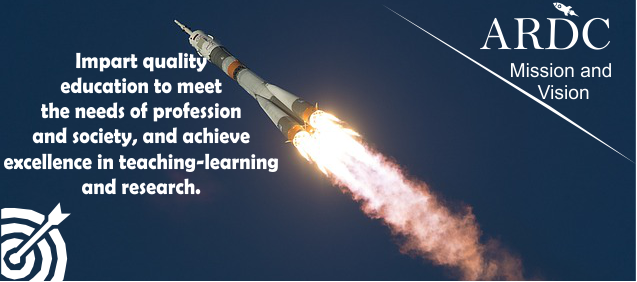 Impart quality
education to meet
the needs of profession
and society, and achieve
excellence in teaching-learning
and research.
ARDC
Mission and
Vision